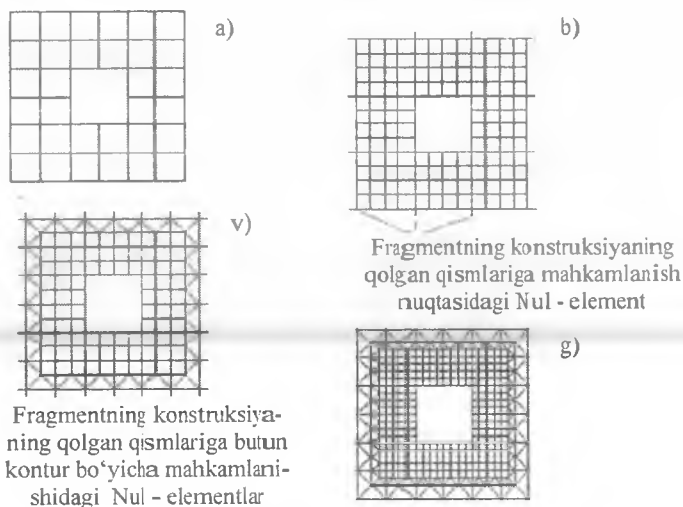 a)
b)
Fragmentning konstruksiyaning
qolgan qismlariga mahkamlanish
nuqtasidagi Nul - element
v)
Fragmentning konstruksiya-
ning qolgan qismlariga butun
kontur bo‘yicha mahkamlani-
shidagi Nul – elementlar
g)